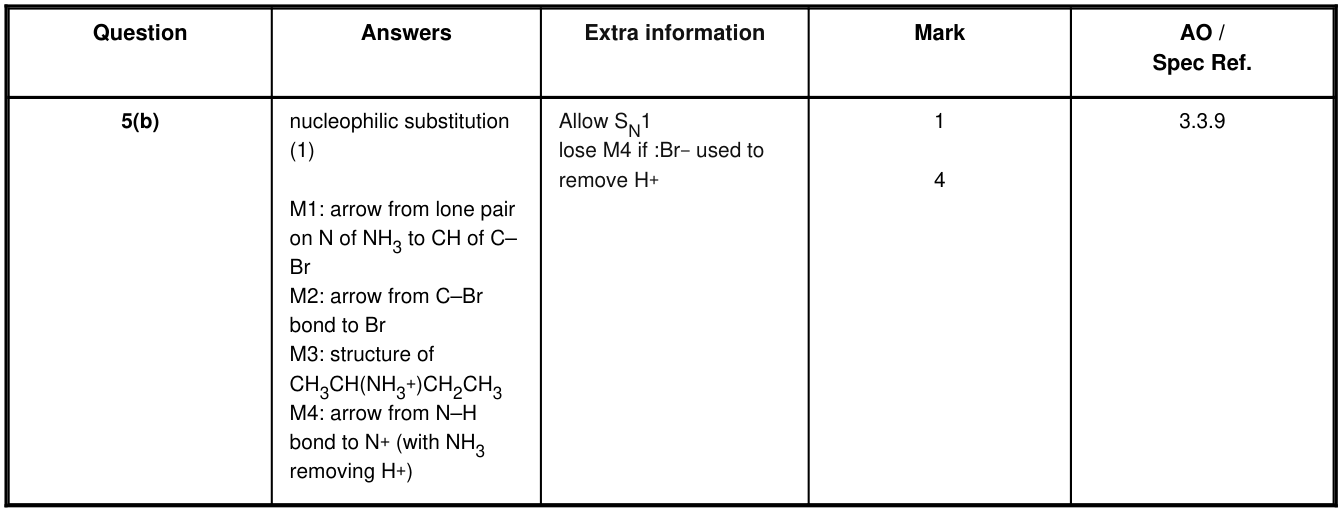 Question
Answers
Extra information
Mark
AO /
Spec Ref.
5(b)
nucleophilic substitution
(1)
M1: arrow from lone pair
on N of NH3 to CH of C–
Br
M2: arrow from C–Br
bond to Br
M3: structure of
CH3CH(NH3+)CH2CH3
M4: arrow from N–H
bond to N+ (with NH3
removing H+)
Allow SN1
lose M4 if :Br− used to
remove H+
1
4
3.3.9